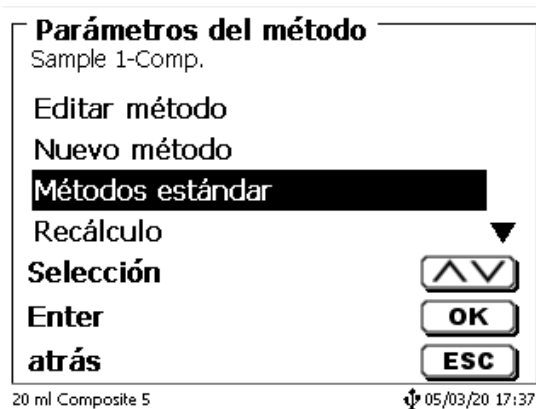 Parámetros del método
Sample 1-Comp.
Editar método
Nuevo método
Métodos estándar
Recálculo
Selección
Enter OK
atrás ESC
20 ml Composite 5 05/03/20 17:37